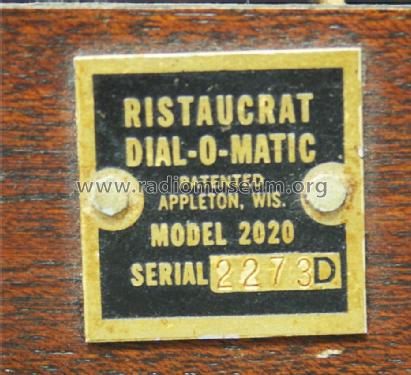 RISTAUCRAT
DIAL-O-MATIC
PATENTED
www.radiomuseum.org
APPLETON, WIS.
MODEL 2020
SERIAL 2273D